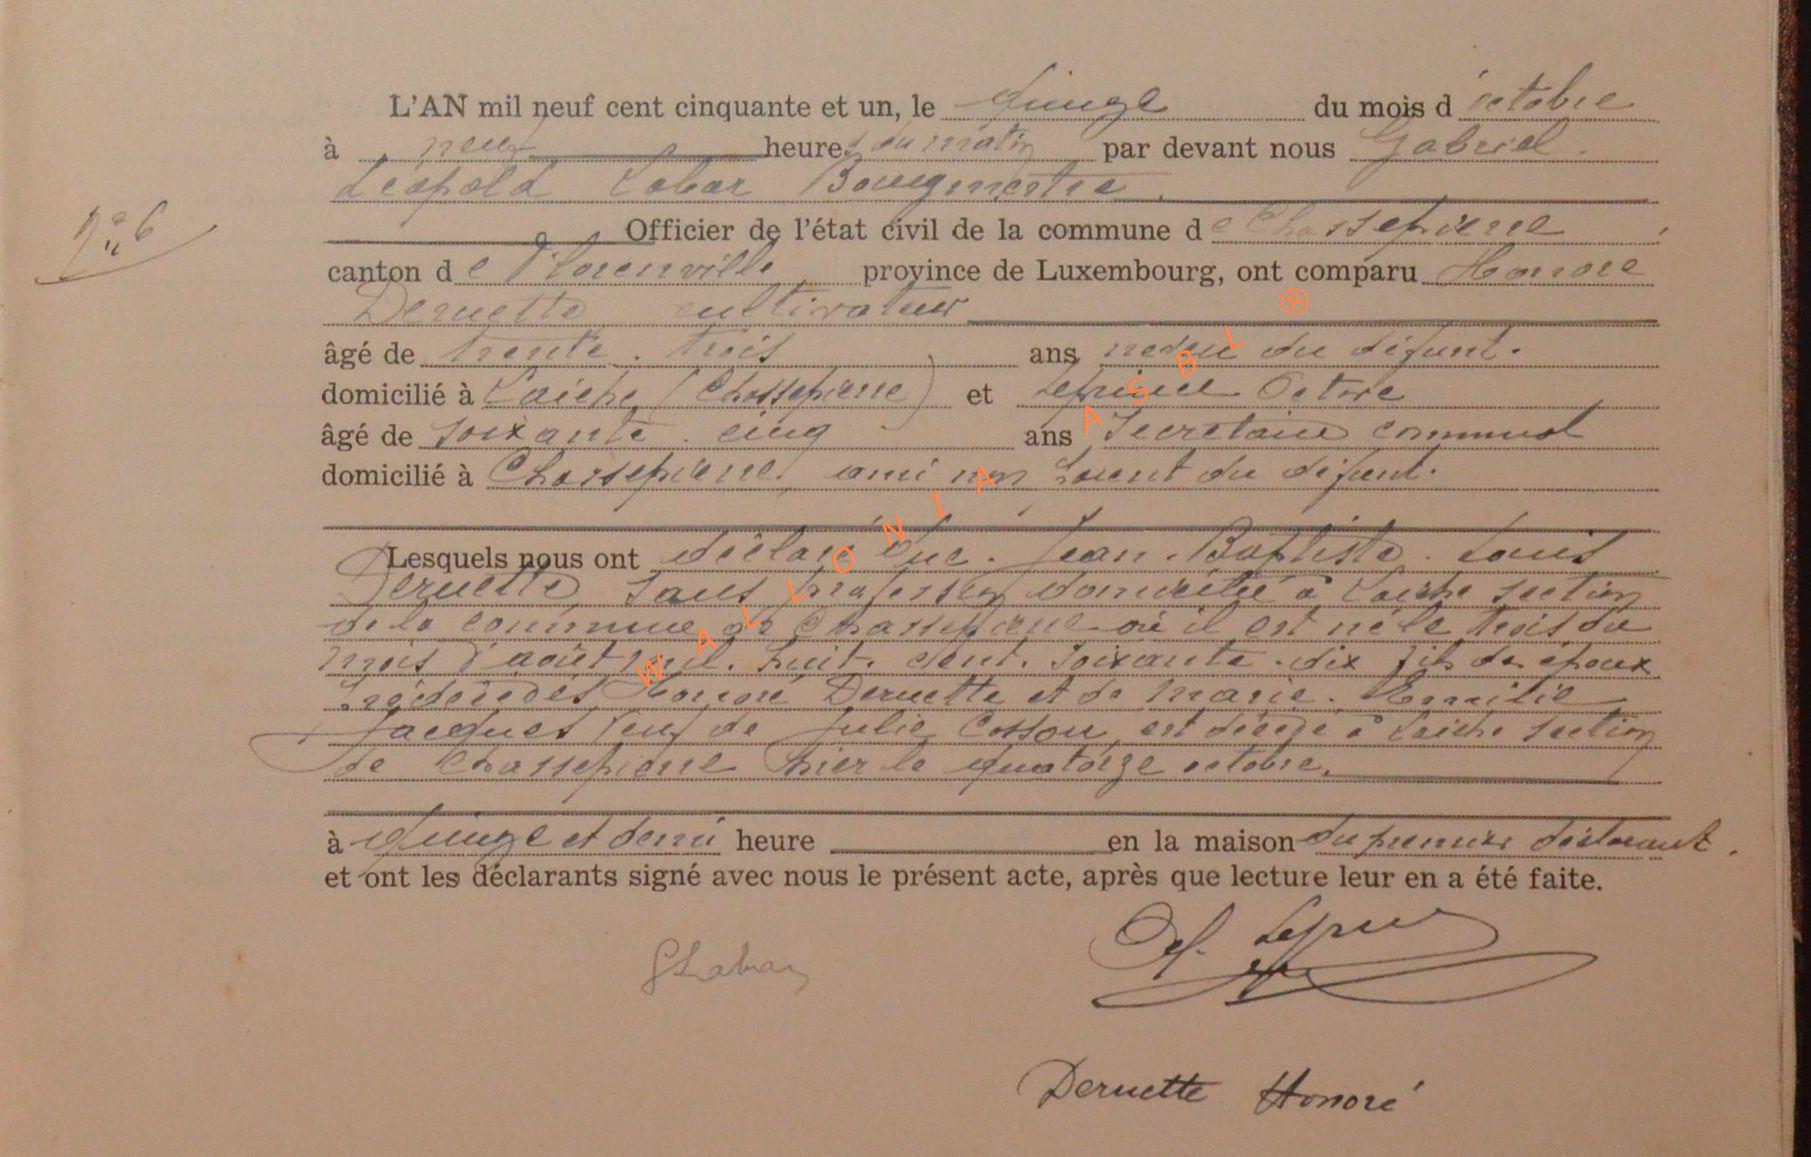 L'AN mil neuf cent cinquante et un, le quinze du mois d'octobre
à neuf heures du matin par devant nous Gabriel
Léopold Labar Bourgmestre
Nº 6
Officier de l'état civil de la commune de Chassepierre
canton de Florenville province de Luxembourg, ont comparu Honoré
Deruette cultivateur
âgé de trente-trois ans neveu du défunt.
domicilié à Laiche (Chassepierre) et
âgé de soixante-cinq ans Secrétaire communal
domicilié à Chassepierre, ami non parent du défunt.
Lesquels nous ont déclaré que Jean-Baptiste-Louis
Deruette, sans profession domicilié à Laiche section
de la commune de Chassepierre où il est né le trois du
mois d'août mil-huit-cent-soixante-dix fils des époux
prédécédés Honoré Deruette et de Marie-Emilie
Jacques veuf de Julie Cosson, est décédé à Laiche section
de Chassepierre hier le quatorze octobre,
à quinze et demi heure en la maison du premier déclarant.
et ont les déclarants signé avec nous le présent acte, après que lecture leur en a été faite.
GLabar
Deruette Honoré
WALLONIA ASBL ®